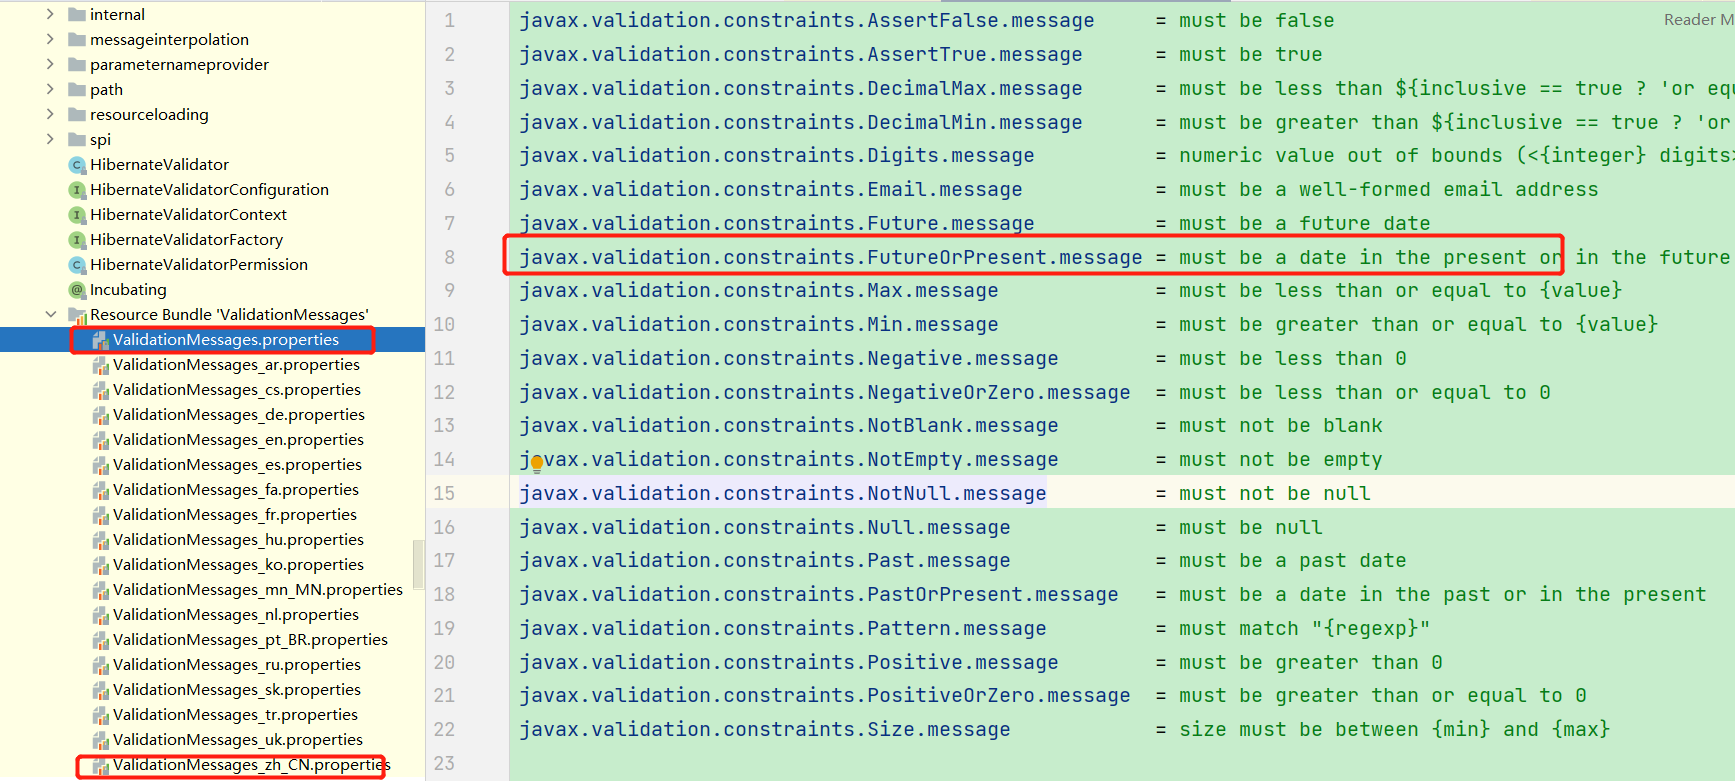 internal
messageinterpolation
parameternameprovider
path
resourceloading
spi
HibernateValidator
HibernateValidatorConfiguration
HibernateValidatorContext
HibernateValidatorFactory
HibernateValidatorPermission
Incubating
Resource Bundle 'ValidationMessages'
ValidationMessages.properties
ValidationMessages_ar.properties
ValidationMessages_cs.properties
ValidationMessages_de.properties
ValidationMessages_en.properties
ValidationMessages_es.properties
ValidationMessages_fa.properties
ValidationMessages_fr.properties
ValidationMessages_hu.properties
ValidationMessages_ko.properties
ValidationMessages_mn_MN.properties
ValidationMessages_nl.properties
ValidationMessages_pt_BR.properties
ValidationMessages_ru.properties
ValidationMessages_sk.properties
ValidationMessages_tr.properties
ValidationMessages_uk.properties
ValidationMessages_zh_CN.properties
Reader M
1 javax.validation.constraints.AssertFalse.message = must be false
2 javax.validation.constraints.AssertTrue.message = must be true
3 javax.validation.constraints.DecimalMax.message = must be less than ${inclusive == true ? 'or equ
4 javax.validation.constraints.DecimalMin.message = must be greater than ${inclusive == true ? 'or
5 javax.validation.constraints.Digits.message = numeric value out of bounds (<{integer} digits>
6 javax.validation.constraints.Email.message = must be a well-formed email address
7 javax.validation.constraints.Future.message = must be a future date
8 javax.validation.constraints.FutureOrPresent.message = must be a date in the present or in the future
9 javax.validation.constraints.Max.message = must be less than or equal to {value}
10 javax.validation.constraints.Min.message = must be greater than or equal to {value}
11 javax.validation.constraints.Negative.message = must be less than 0
12 javax.validation.constraints.NegativeOrZero.message = must be less than or equal to 0
13 javax.validation.constraints.NotBlank.message = must not be blank
14 javax.validation.constraints.NotEmpty.message = must not be empty
15 javax.validation.constraints.NotNull.message = must not be null
16 javax.validation.constraints.Null.message = must be null
17 javax.validation.constraints.Past.message = must be a past date
18 javax.validation.constraints.PastOrPresent.message = must be a date in the past or in the present
19 javax.validation.constraints.Pattern.message = must match "{regexp}"
20 javax.validation.constraints.Positive.message = must be greater than 0
21 javax.validation.constraints.PositiveOrZero.message = must be greater than or equal to 0
22 javax.validation.constraints.Size.message = size must be between {min} and {max}
23